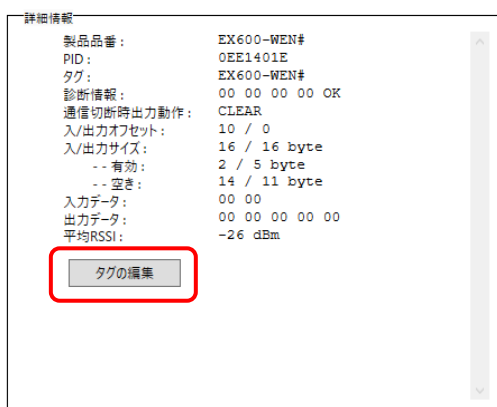 詳細情報
製品品番： EX600-WEN#
PID： 0EE1401E
タグ： EX600-WEN#
診断情報： 00 00 00 00 OK
通信切断時出力動作： CLEAR
入/出力オフセット： 10 / 0
入/出力サイズ： 16 / 16 byte
- - 有効： 2 / 5 byte
- - 空き： 14 / 11 byte
入力データ： 00 00
出力データ： 00 00 00 00 00
平均RSSI： -26 dBm
タグの編集